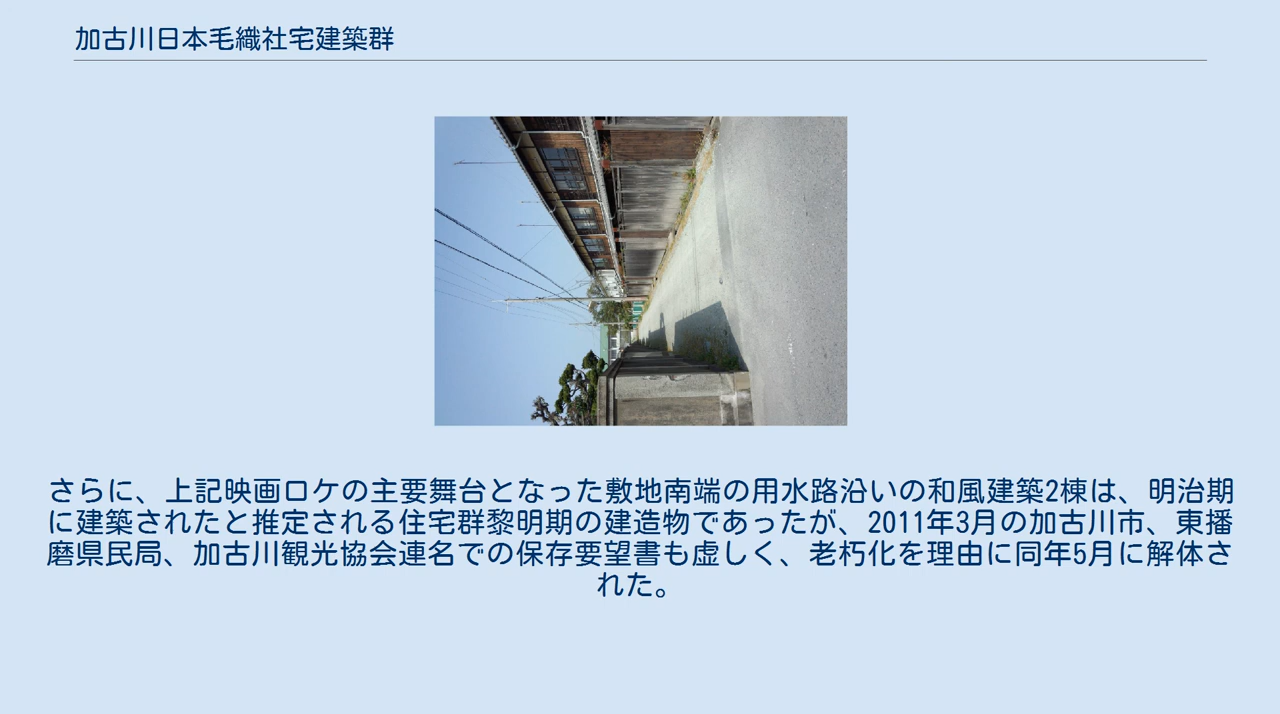 加古川日本毛織社宅建築群
さらに、上記映画ロケの主要舞台となった敷地南端の用水路沿いの和風建築2棟は、明治期
に建築されたと推定される住宅群黎明期の建造物であったが、2011年3月の加古川市、東播
磨県民局、加古川観光協会連名での保存要望書も虚しく、老朽化を理由に同年5月に解体さ
れた。